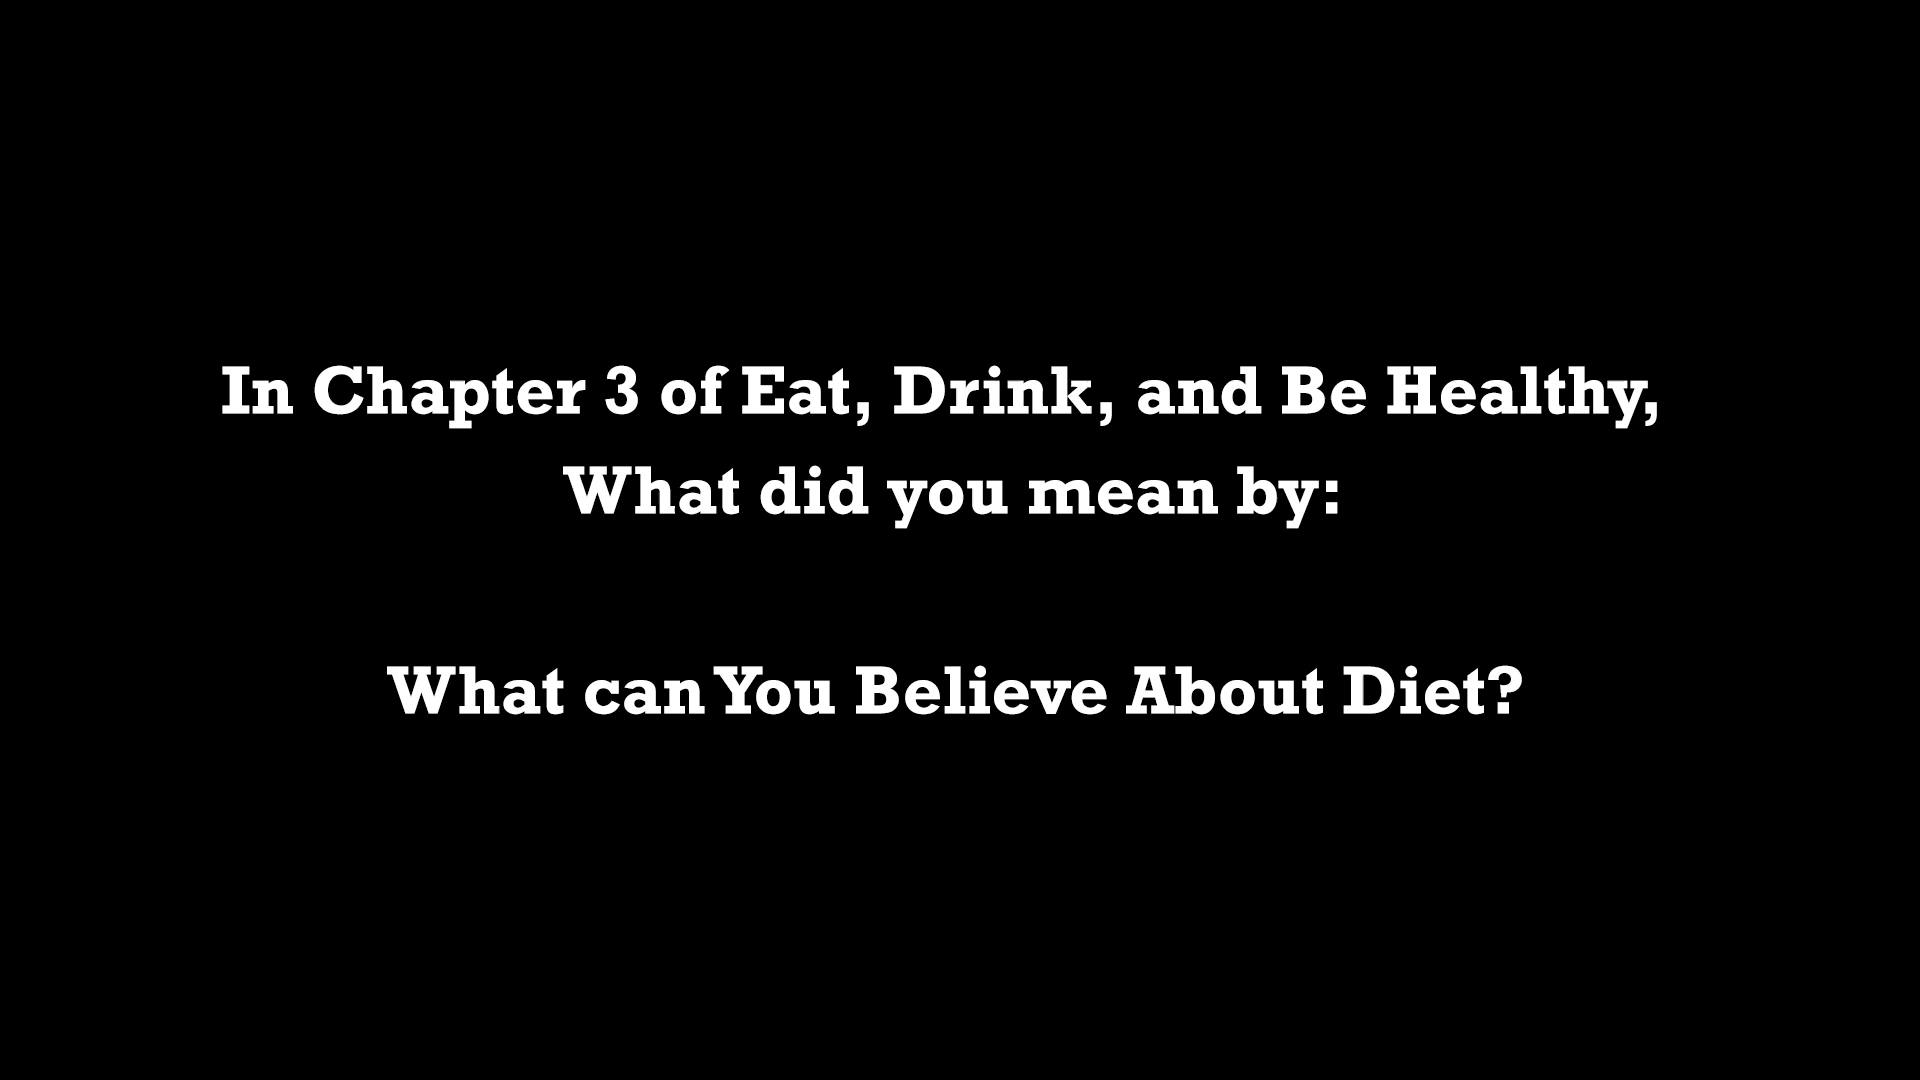 In Chapter 3 of Eat, Drink, and Be Healthy,
What did you mean by:
What can You Believe About Diet?